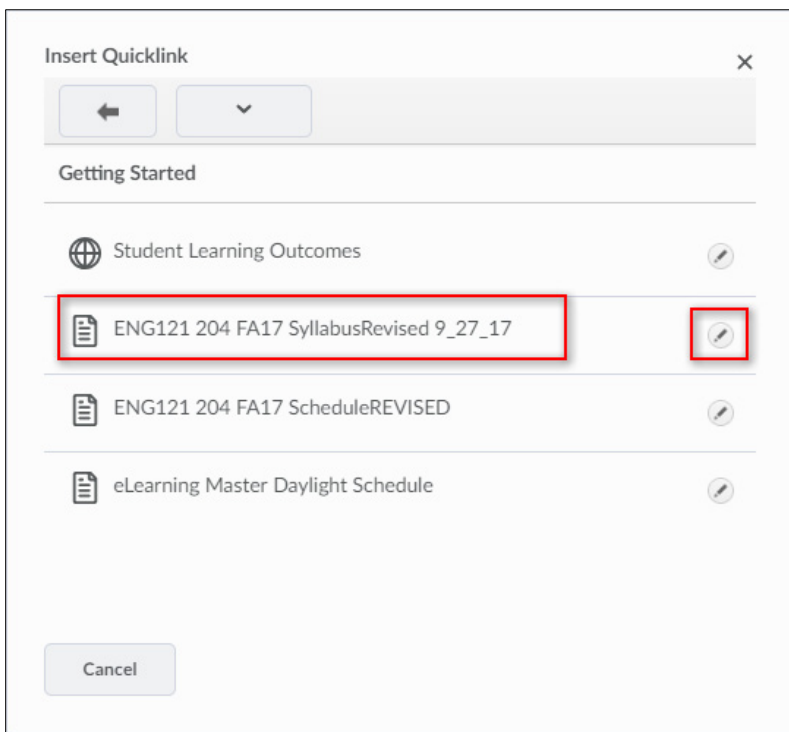 Insert Quicklink
Getting Started
Student Learning Outcomes
ENG121 204 FA17 SyllabusRevised 9_27_17
ENG121 204 FA17 ScheduleREVISED
eLearning Master Daylight Schedule
Cancel